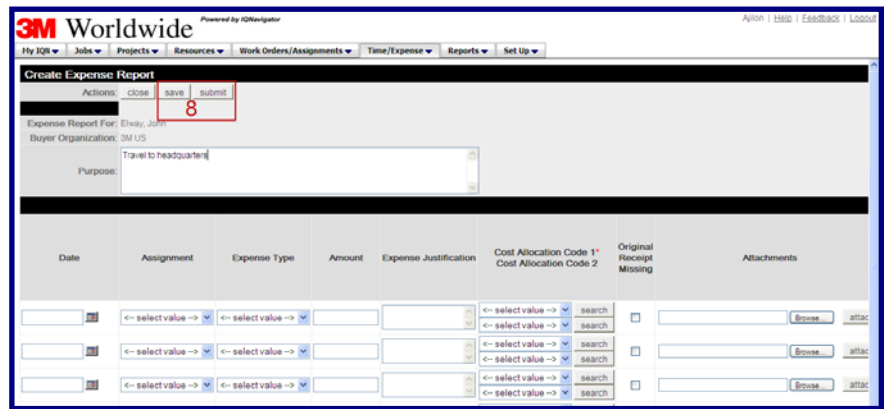 3M Worldwide Powered by IQNavigator
Ajilon | Help | Feedback | Logout
My IQN Jobs Projects Resources Work Orders/Assignments Time/Expense Reports Set Up
Create Expense Report
Actions: close save submit
8
Expense Report For: Elway, John
Buyer Organization: 3M US
Purpose: Travel to headquarters
Date Assignment Expense Type Amount Expense Justification Cost Allocation Code 1* Original Receipt Missing Attachments
Cost Allocation Code 2
<-- select value --> <-- select value --> <-- select value --> search Browse... attac
<-- select value --> search
<-- select value --> <-- select value --> <-- select value --> search Browse... attac
<-- select value --> search
<-- select value --> <-- select value --> <-- select value --> search Browse... attac
<-- select value --> search